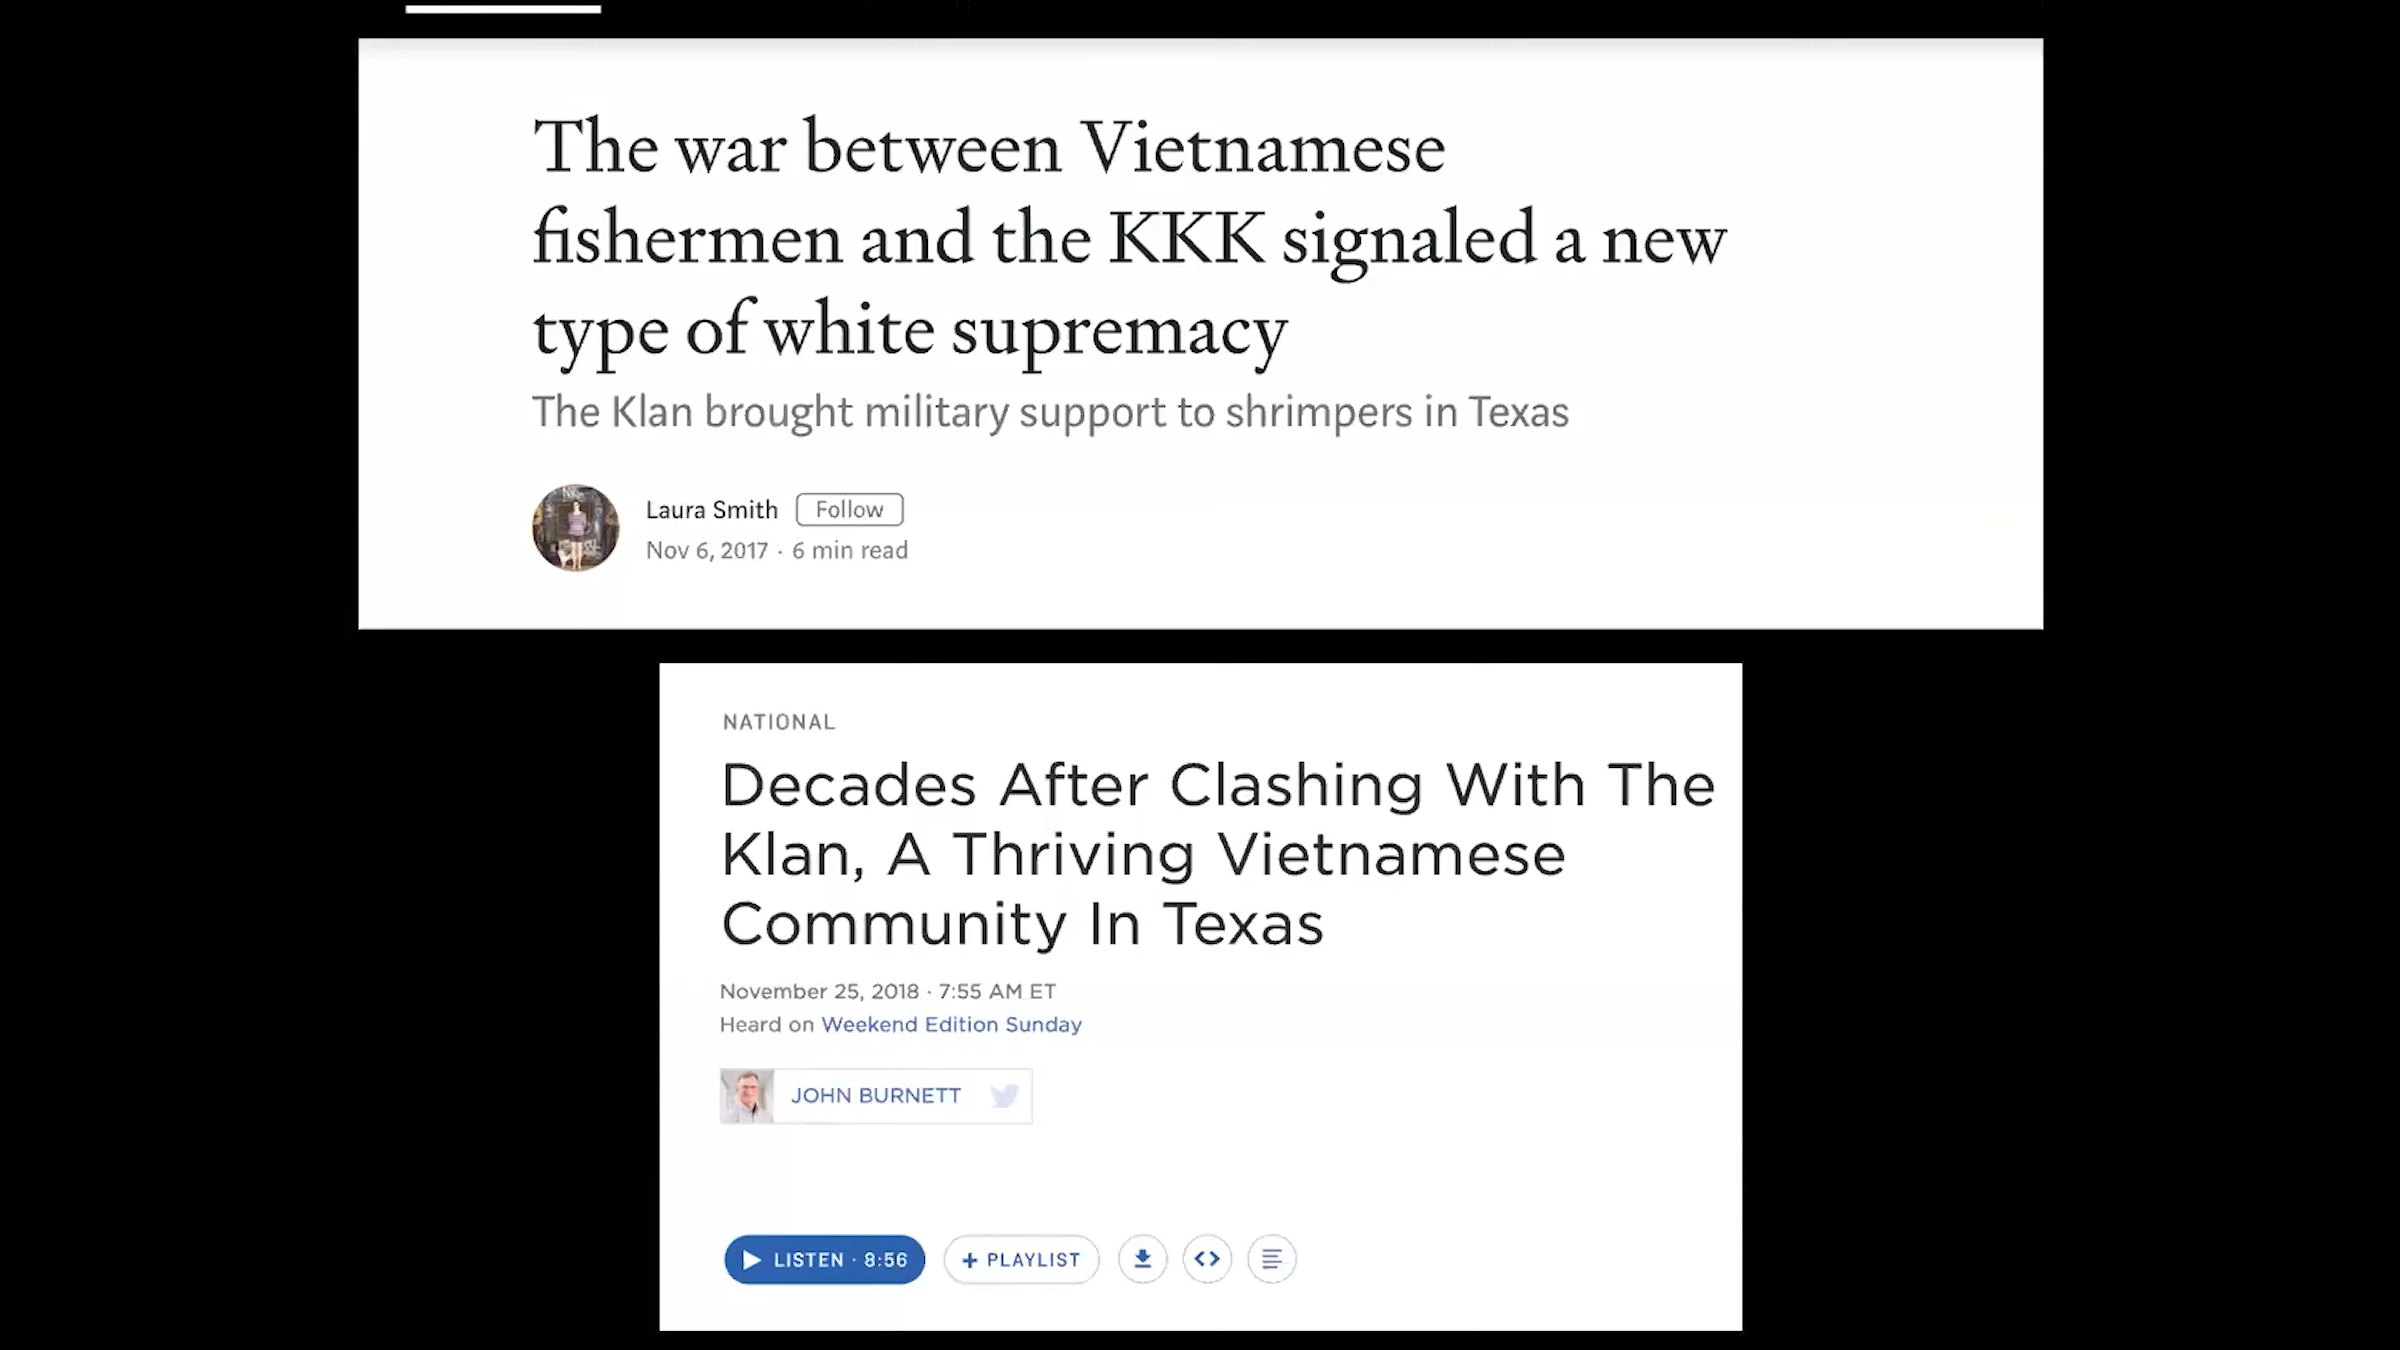 The war between Vietnamese
fishermen and the KKK signaled a new
type of white supremacy
The Klan brought military support to shrimpers in Texas
Laura Smith Follow
Nov 6, 2017 · 6 min read
NATIONAL
Decades After Clashing With The
Klan, A Thriving Vietnamese
Community In Texas
November 25, 2018 · 7:55 AM ET
Heard on Weekend Edition Sunday
JOHN BURNETT
LISTEN · 8:56 + PLAYLIST